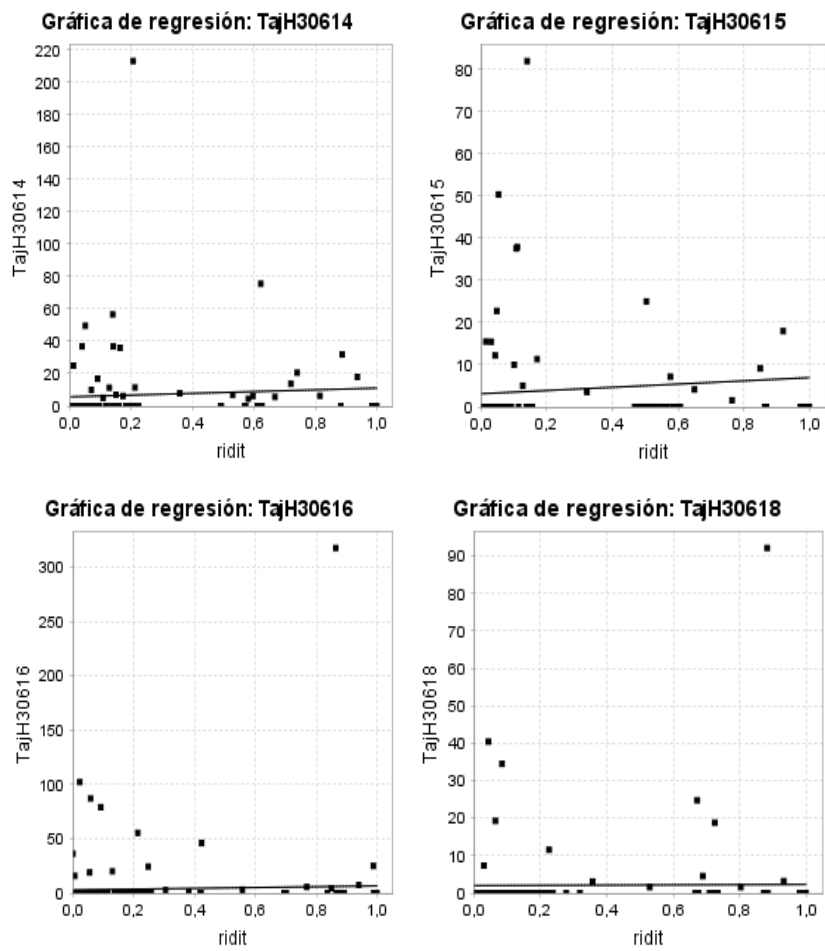 Gráfica de regresión: TajH30614
220
200
180
160
140
120
100
80
60
40
20
0
TajH30614
0,0 0,2 0,4 0,6 0,8 1,0
ridit
Gráfica de regresión: TajH30615
80
70
60
50
40
30
20
10
0
TajH30615
0,0 0,2 0,4 0,6 0,8 1,0
ridit
Gráfica de regresión: TajH30616
300
250
200
150
100
50
0
TajH30616
0,0 0,2 0,4 0,6 0,8 1,0
ridit
Gráfica de regresión: TajH30618
90
80
70
60
50
40
30
20
10
0
TajH30618
0,0 0,2 0,4 0,6 0,8 1,0
ridit